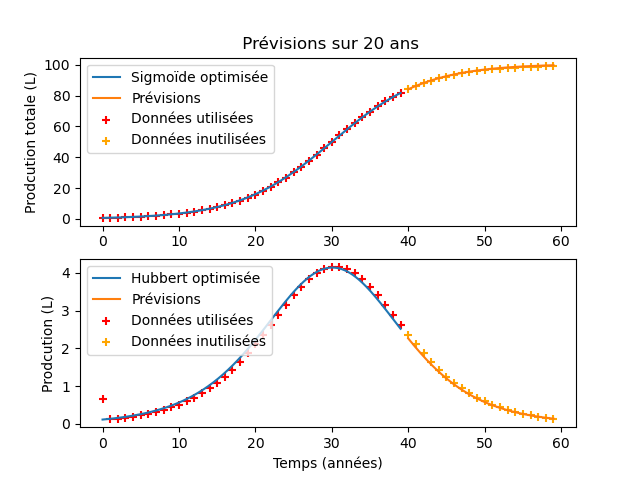 Prévisions sur 20 ans
Prodcution totale (L)
100
80
60
40
20
0
Sigmoïde optimisée
Prévisions
Données utilisées
Données inutilisées
0 10 20 30 40 50 60
Prodcution (L)
4
3
2
1
0
Hubbert optimisée
Prévisions
Données utilisées
Données inutilisées
0 10 20 30 40 50 60
Temps (années)